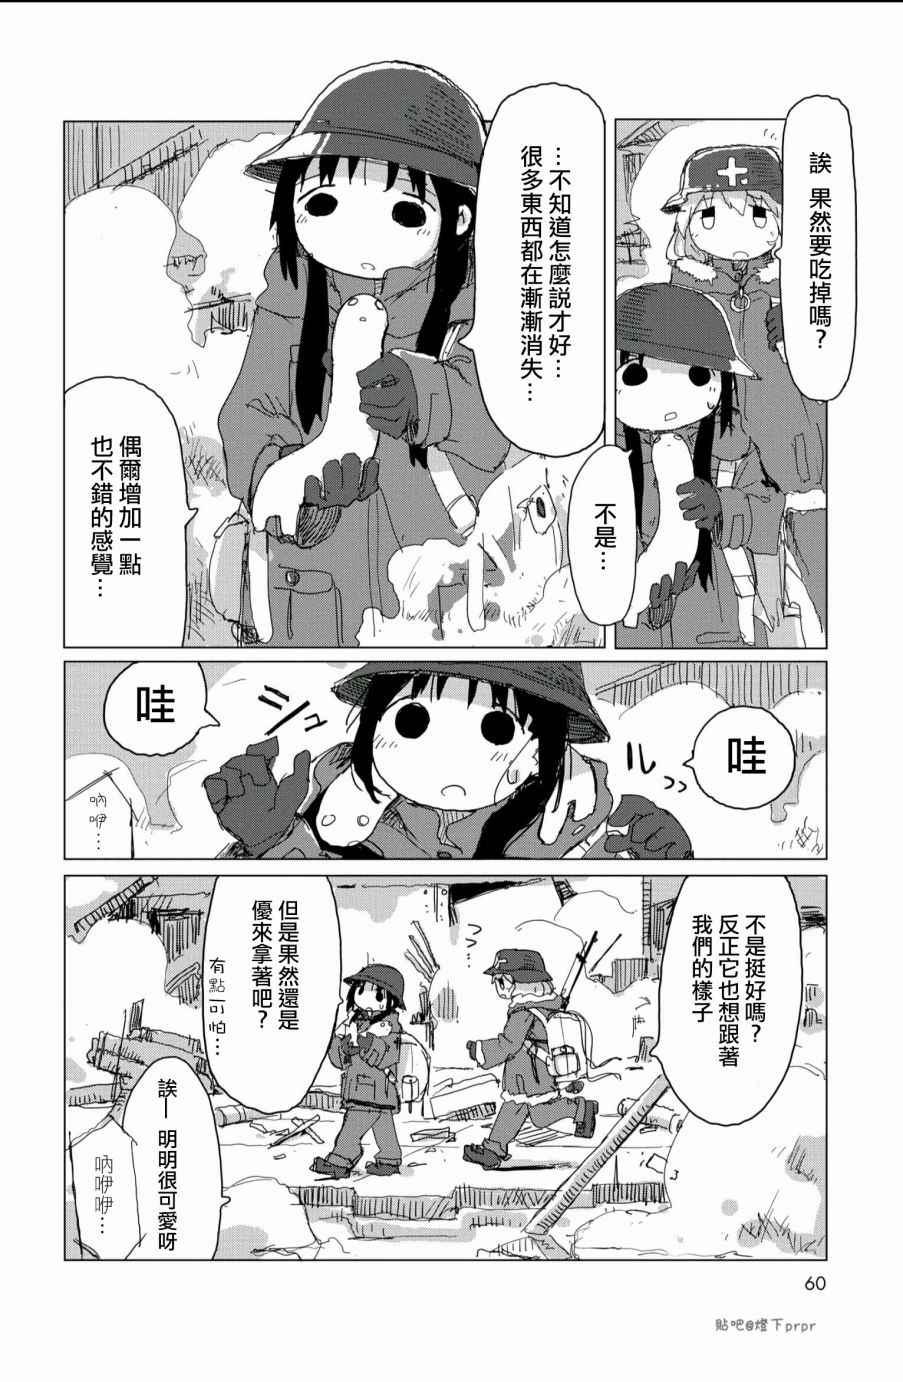 誒 果然要吃掉嗎？
不是…
…不知道怎麼說才好…
很多東西都在漸漸消失…
偶爾增加一點
也不錯的感覺…
哇
哇
吶咿…
不是挺好嗎？
反正它也想跟著
我們的樣子
但是果然還是
優來拿著吧？
有點可怕…
誒—明明很可愛呀
吶咿咿…
60
貼吧@燈下prpr